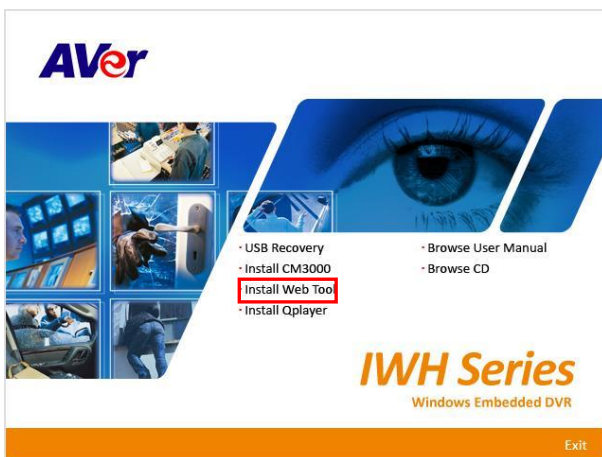 AVer
· USB Recovery
· Install CM3000
· Install Web Tool
· Install Qplayer
· Browse User Manual
· Browse CD
IWH Series
Windows Embedded DVR
Exit